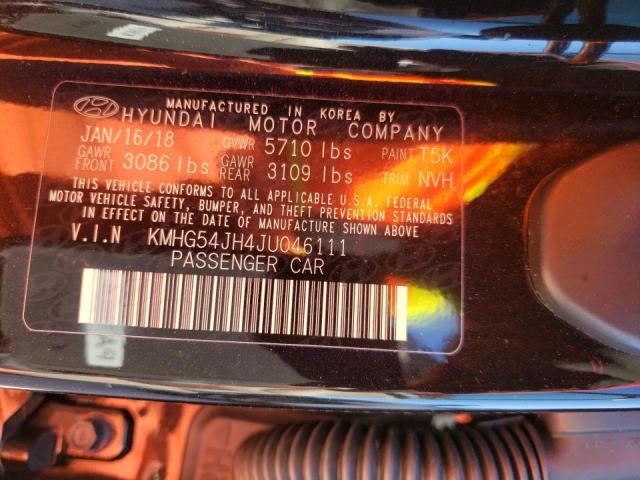 MANUFACTURED IN KOREA BY
HYUNDAI MOTOR COMPANY
JAN/16/18 GVWR 5710 lbs PAINT T5K
GAWR FRONT 3086 lbs GAWR REAR 3109 lbs TRIM NVH
THIS VEHICLE CONFORMS TO ALL APPLICABLE U.S.A. FEDERAL
MOTOR VEHICLE SAFETY, BUMPER, AND THEFT PREVENTION STANDARDS
IN EFFECT ON THE DATE OF MANUFACTURE SHOWN ABOVE
V.I.N KMHG54JH4JU046111
PASSENGER CAR